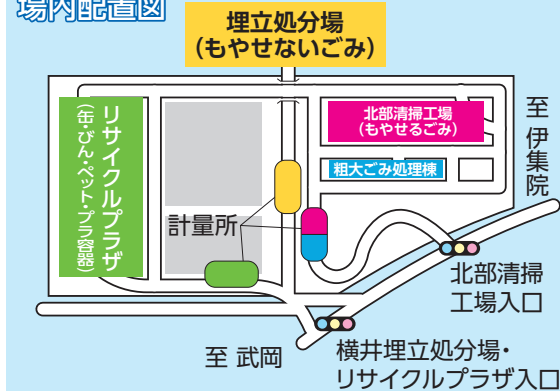 場内配置図
埋立処分場
(もやせないごみ)
リサイクルプラザ
(缶・びん・ペット・プラ容器)
北部清掃工場
(もやせるごみ)
粗大ごみ処理棟
計量所
至 伊集院
北部清掃
工場入口
至 武岡
横井埋立処分場・
リサイクルプラザ入口